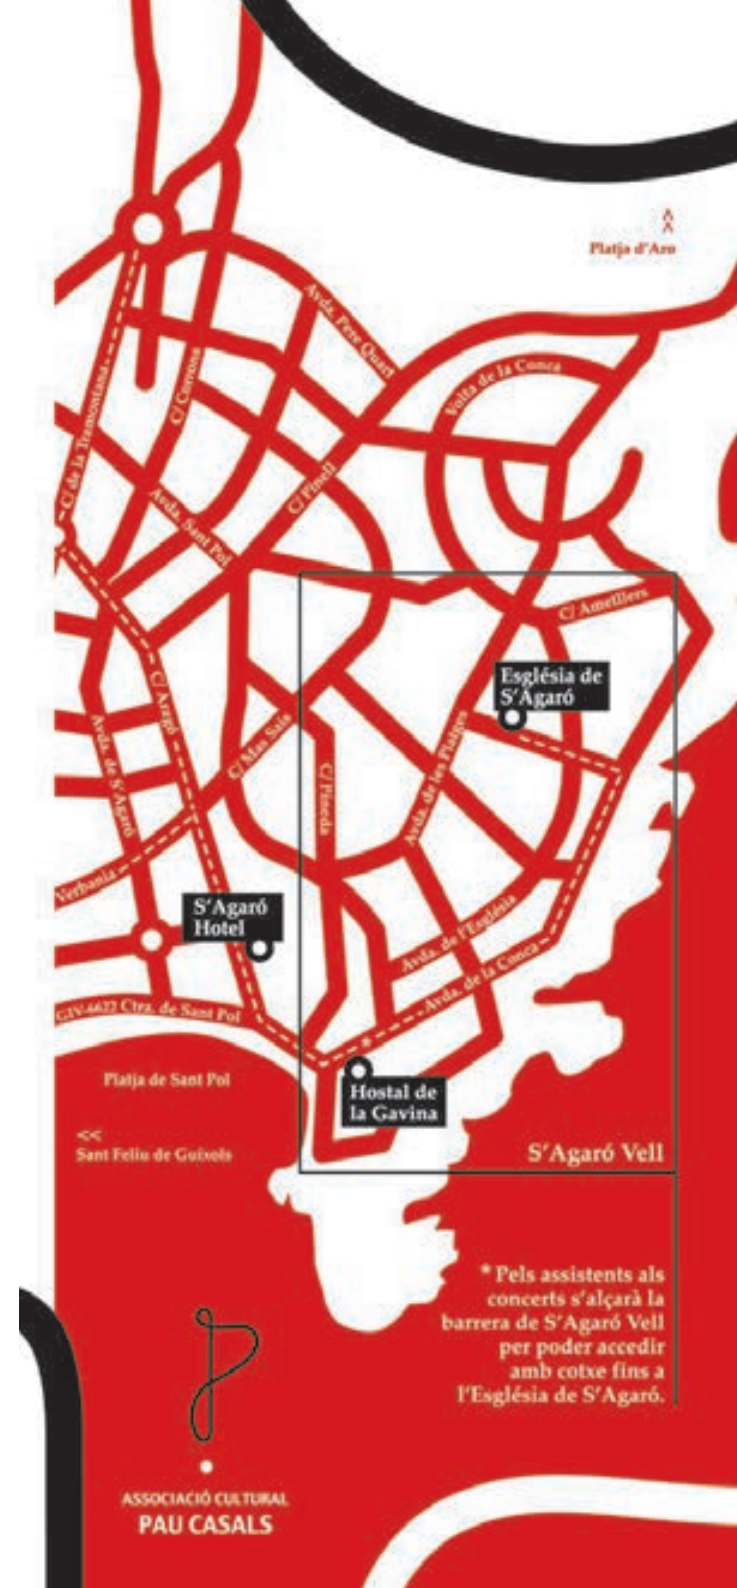 ^
^
Platja d'Aro
Avda. Pere Quart
Volta de la Conca
C/ Corona
C/ de la Tramontana
C/ Pinell
Avda. Sant Pol
C/ Ametllers
Església de
S'Agaró
C/ Aragó
C/ Mas Sais
Avda. de S'Agaró
C/ Pineda
Avda. de les Platges
Verbania
S'Agaró
Hotel
Avda. de l'Església
Avda. de la Conca
*
GIV-6622 Ctra. de Sant Pol
Platja de Sant Pol
Hostal de
la Gavina
<<
Sant Feliu de Guíxols
S'Agaró Vell
* Pels assistents als
concerts s'alçarà la
barrera de S'Agaró Vell
per poder accedir
amb cotxe fins a
l'Església de S'Agaró.
ASSOCIACIÓ CULTURAL
PAU CASALS